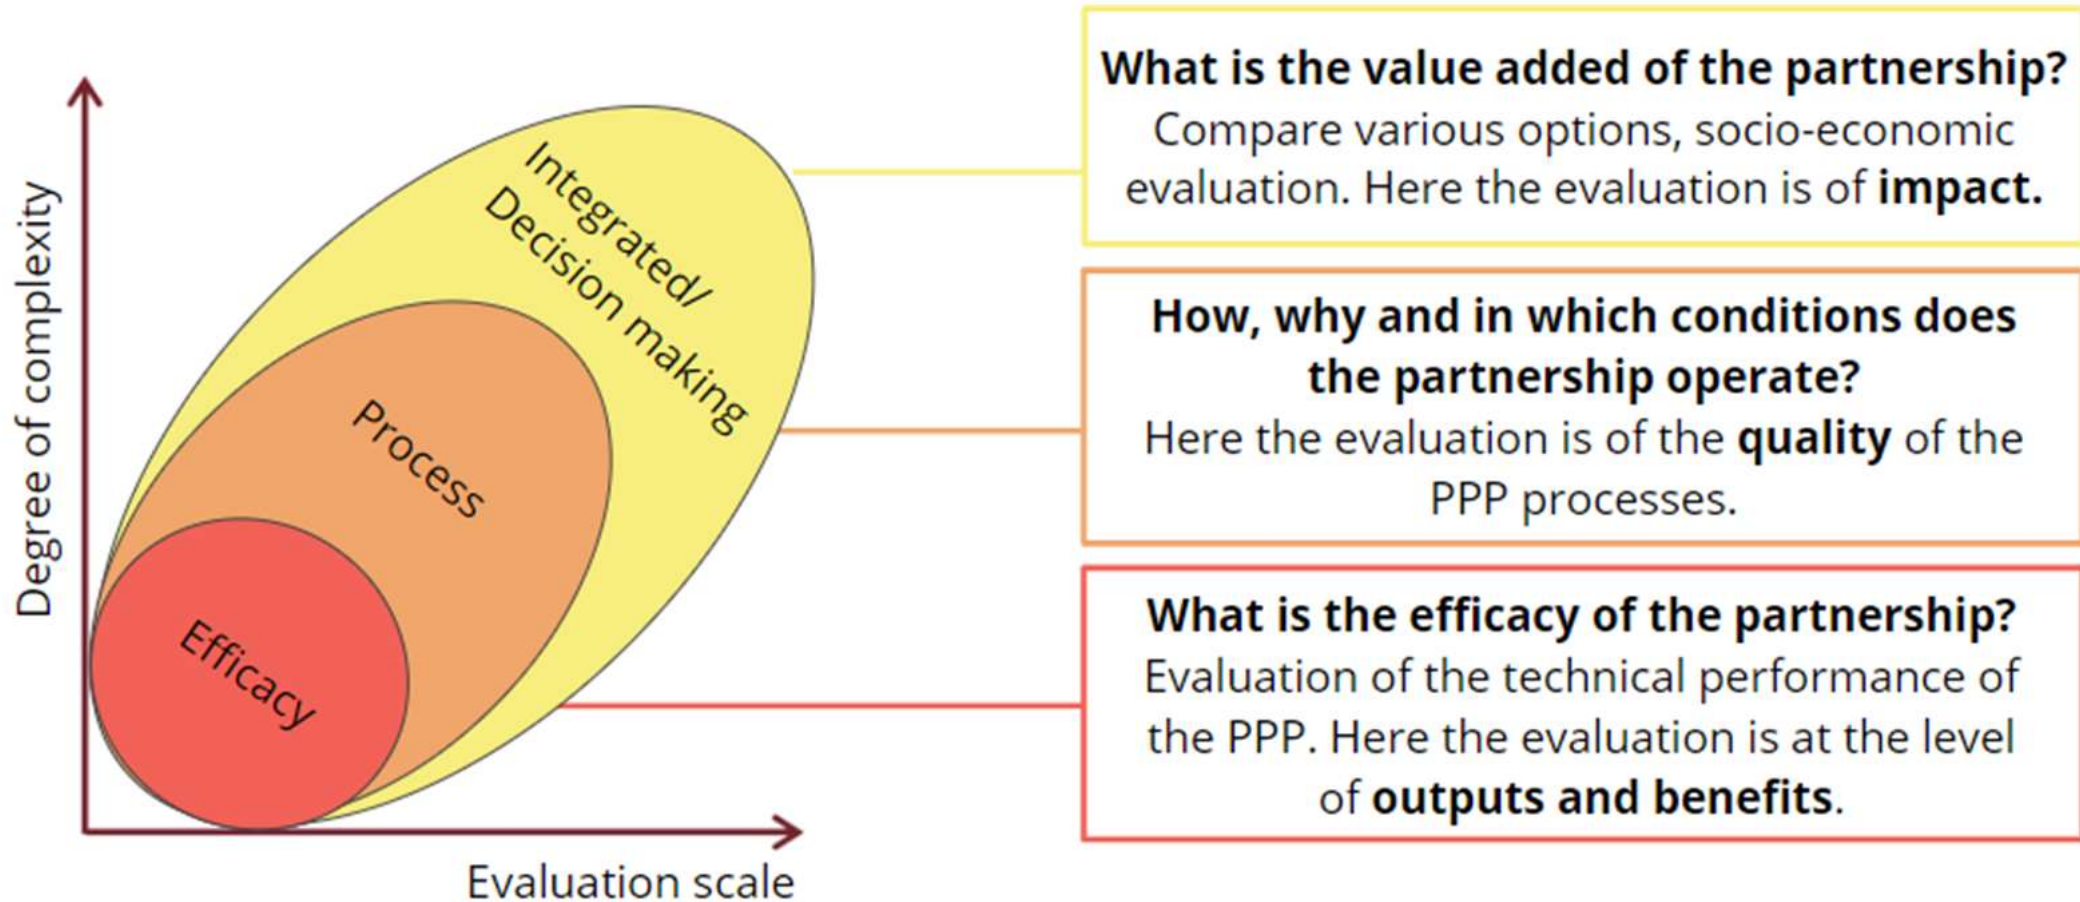 Degree of complexity
Integrated/
Decision making
Process
Efficacy
Evaluation scale
What is the value added of the partnership?
Compare various options, socio-economic
evaluation. Here the evaluation is of impact.
How, why and in which conditions does
the partnership operate?
Here the evaluation is of the quality of the
PPP processes.
What is the efficacy of the partnership?
Evaluation of the technical performance of
the PPP. Here the evaluation is at the level
of outputs and benefits.